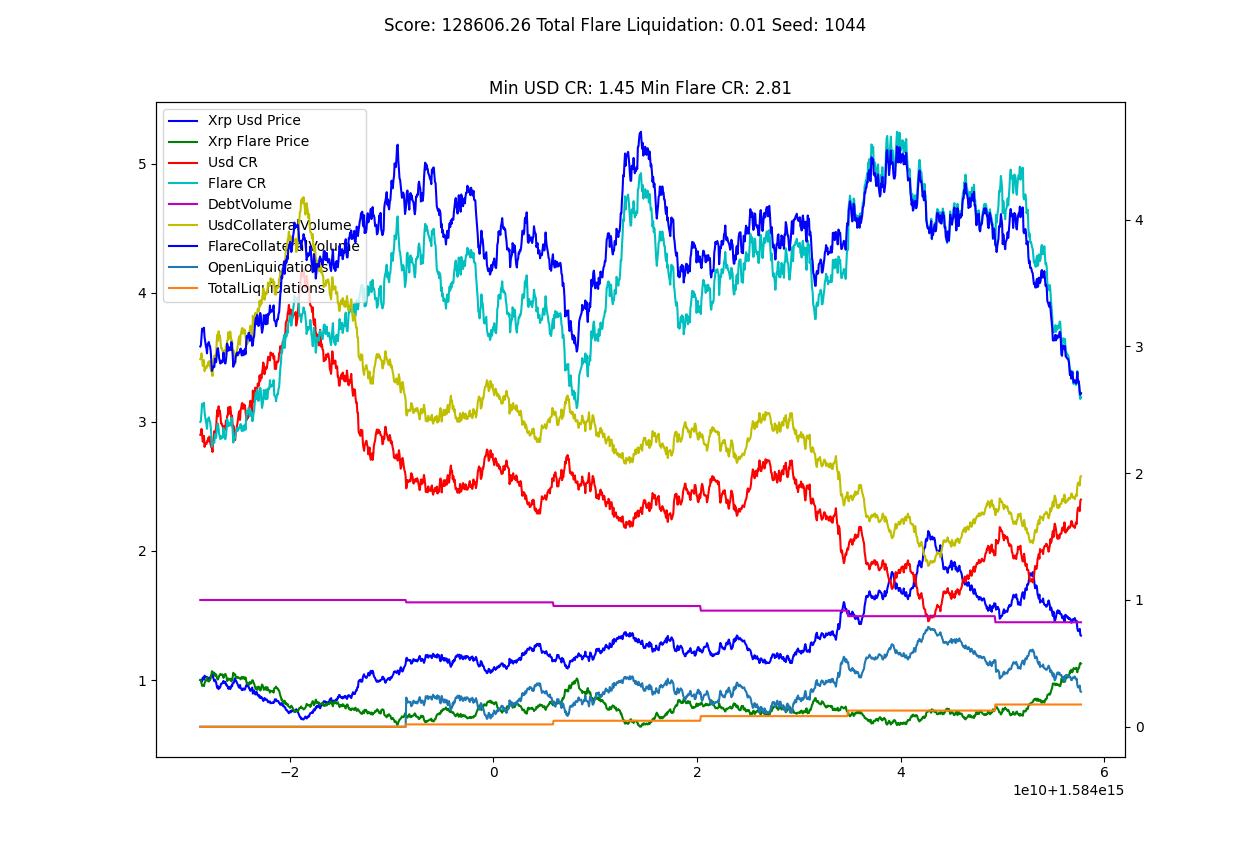 Score: 128606.26 Total Flare Liquidation: 0.01 Seed: 1044
Min USD CR: 1.45 Min Flare CR: 2.81
Xrp Usd Price
Xrp Flare Price
Usd CR
Flare CR
DebtVolume
UsdCollateralVolume
FlareCollateralVolume
OpenLiquidations
TotalLiquidations
5
4
3
2
1
4
3
2
1
0
−2
0
2
4
6
1e10+1.584e15